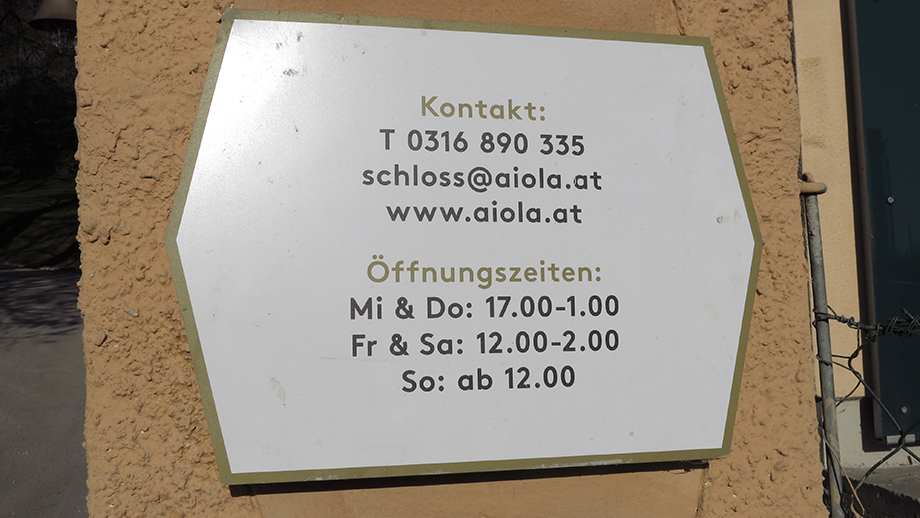 Kontakt:
T 0316 890 335
schloss@aiola.at
www.aiola.at
Öffnungszeiten:
Mi & Do: 17.00-1.00
Fr & Sa: 12.00-2.00
So: ab 12.00